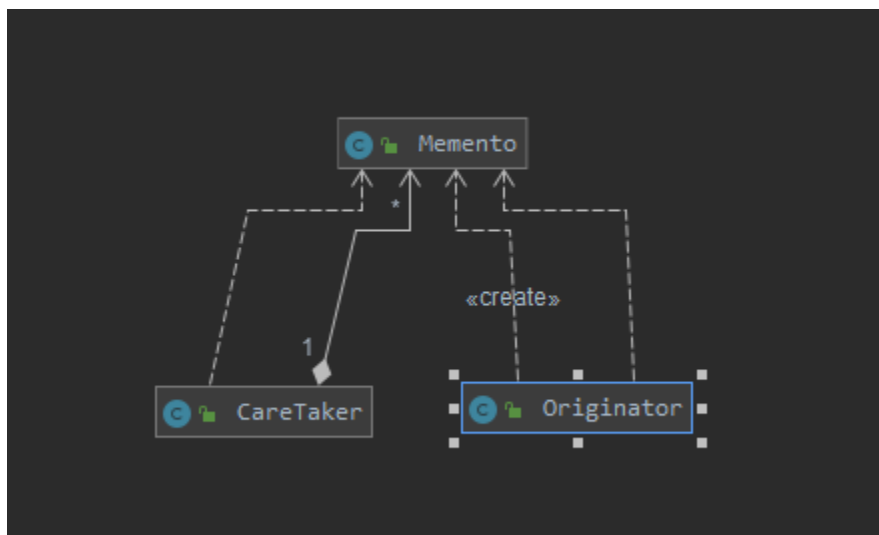 C Memento
*
«create»
1
C CareTaker
C Originator